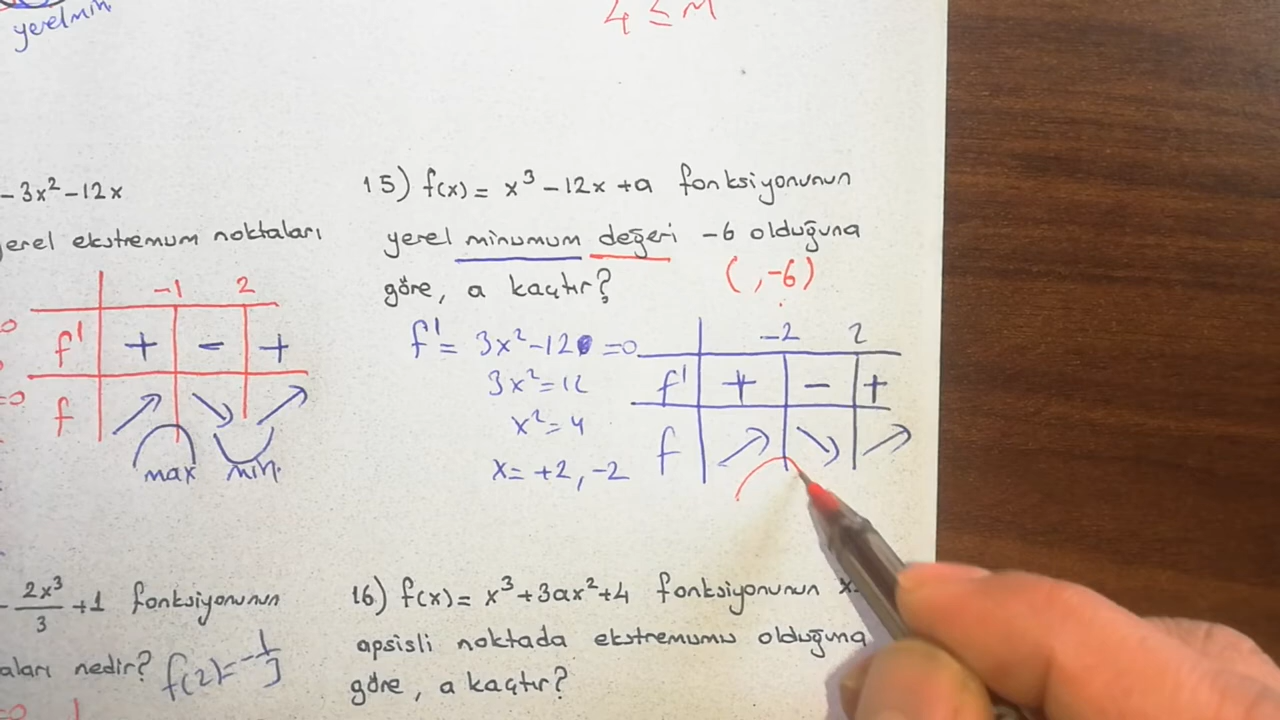 yerelmin
4 ≤ M
- 3x² - 12x
yerel ekstremum noktaları
-1 2
f' + - +
f
max min.
15) f(x) = x³ - 12x + a fonksiyonunun
yerel minumum değeri -6 olduğuna
göre, a kaçtır?
( , -6)
f' = 3x² - 12 = 0
3x² = 12
x² = 4
x = +2, -2
-2 2
f' + - +
f
- 2x³/3 + 1 fonksiyonunun
nedir? f(2) = -1/3
16) f(x) = x³ + 3ax² + 4 fonksiyonunun
apsisli noktada ekstremumu olduğuna
göre, a kaçtır?